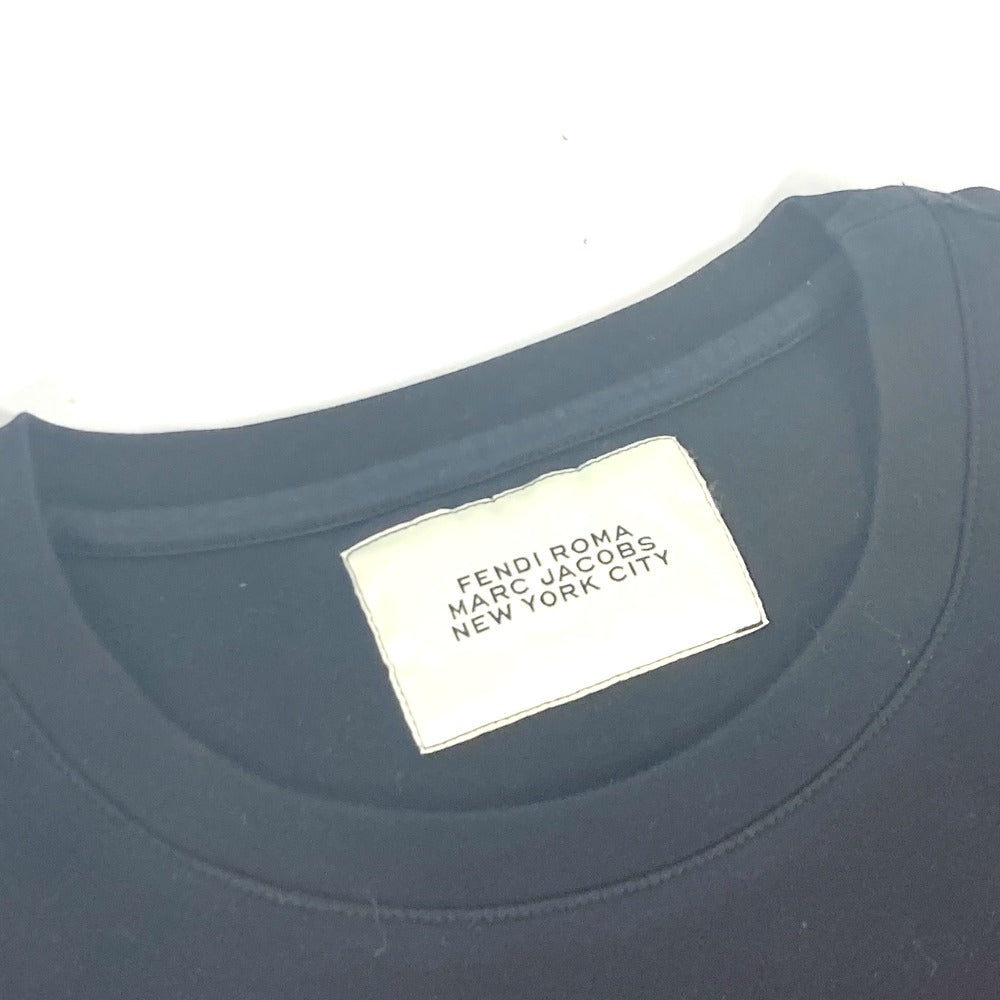 FENDI ROMA
MARC JACOBS
NEW YORK CITY